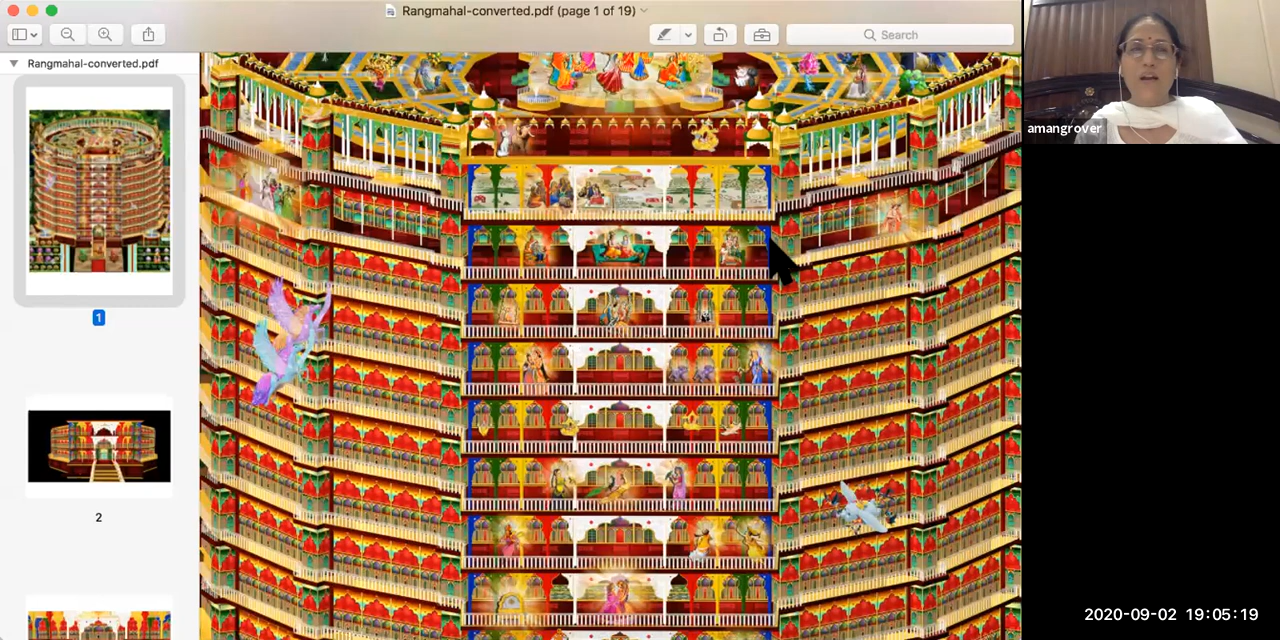 Rangmahal-converted.pdf (page 1 of 19)
Search
Rangmahal-converted.pdf
1
2
amangrover
2020-09-02 19:05:19